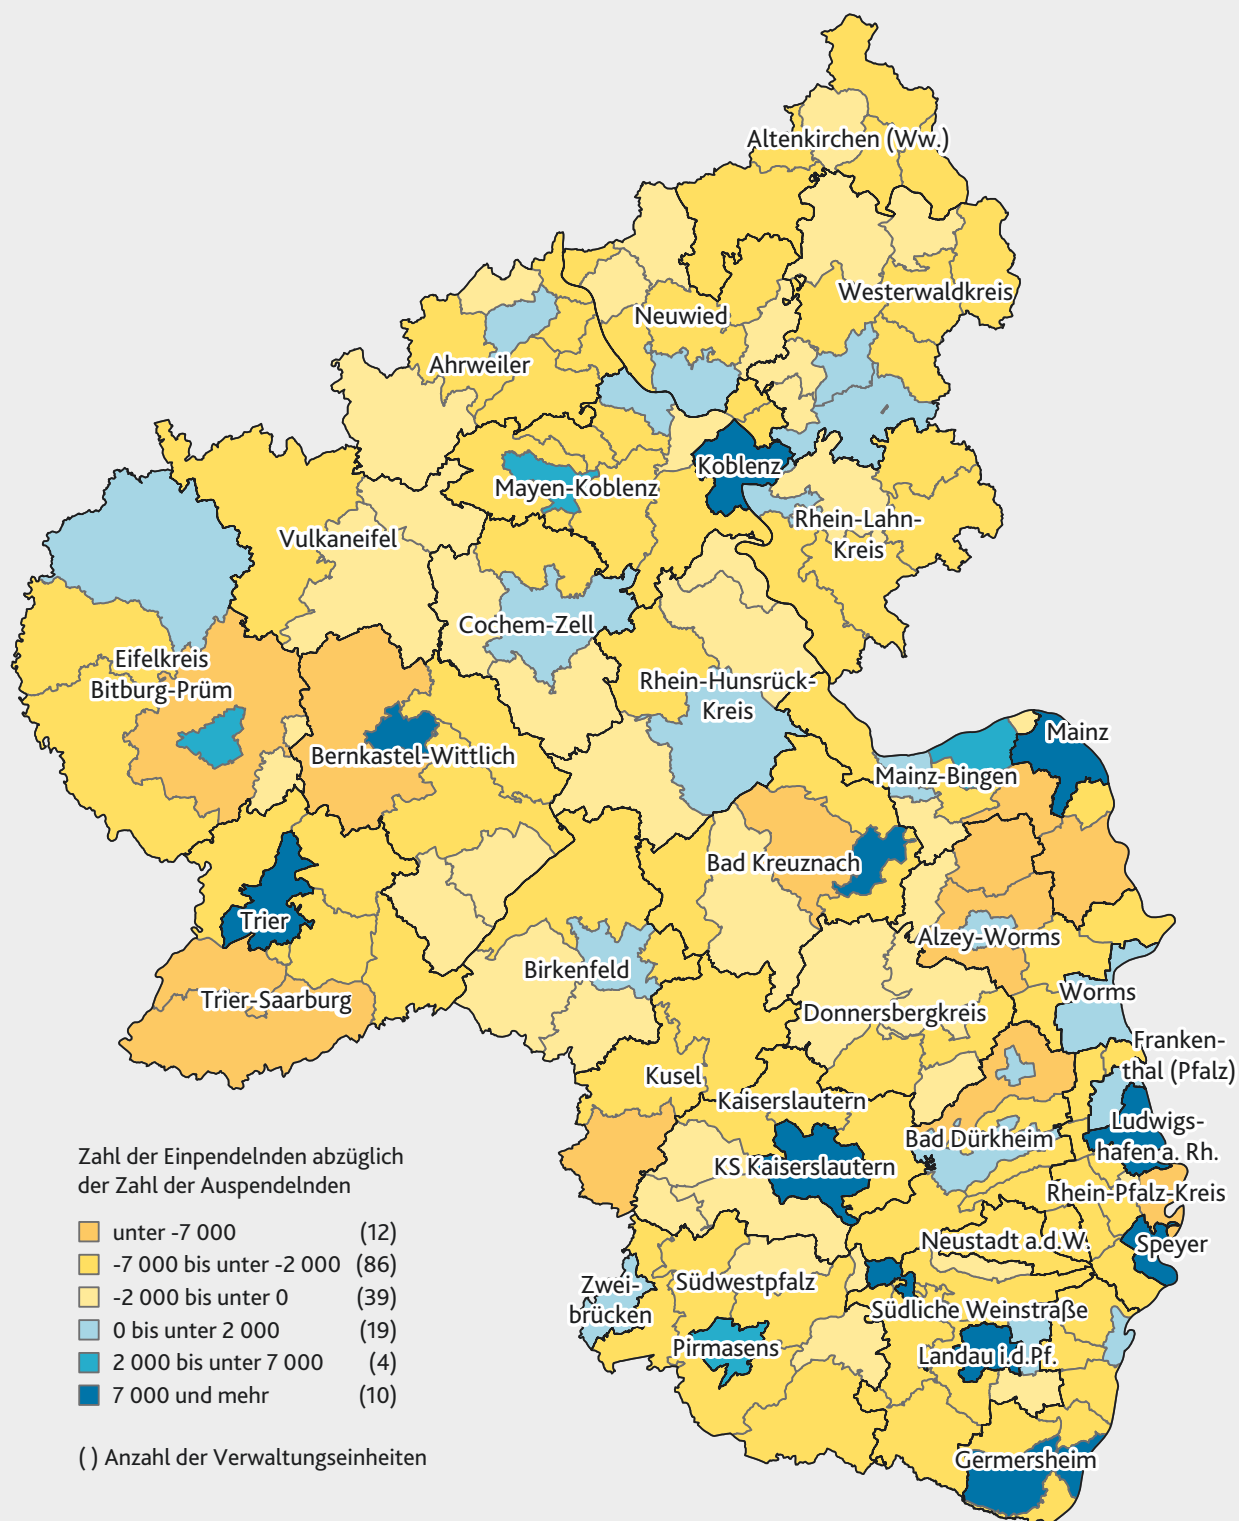 Altenkirchen (Ww.)
Westerwaldkreis
Neuwied
Ahrweiler
Koblenz
Mayen-Koblenz
Rhein-Lahn-
Kreis
Vulkaneifel
Cochem-Zell
Eifelkreis
Bitburg-Prüm
Rhein-Hunsrück-
Kreis
Mainz
Bernkastel-Wittlich
Mainz-Bingen
Bad Kreuznach
Trier
Alzey-Worms
Birkenfeld
Trier-Saarburg
Worms
Donnersbergkreis
Franken-
thal (Pfalz)
Kusel
Kaiserslautern
Ludwigs-
hafen a. Rh.
Bad Dürkheim
KS Kaiserslautern
Rhein-Pfalz-Kreis
Neustadt a.d.W.
Speyer
Zwei-
brücken
Südwestpfalz
Südliche Weinstraße
Pirmasens
Landau i.d.Pf.
Germersheim
Zahl der Einpendelnden abzüglich
der Zahl der Auspendelnden
unter -7 000 (12)
-7 000 bis unter -2 000 (86)
-2 000 bis unter 0 (39)
0 bis unter 2 000 (19)
2 000 bis unter 7 000 (4)
7 000 und mehr (10)
( ) Anzahl der Verwaltungseinheiten